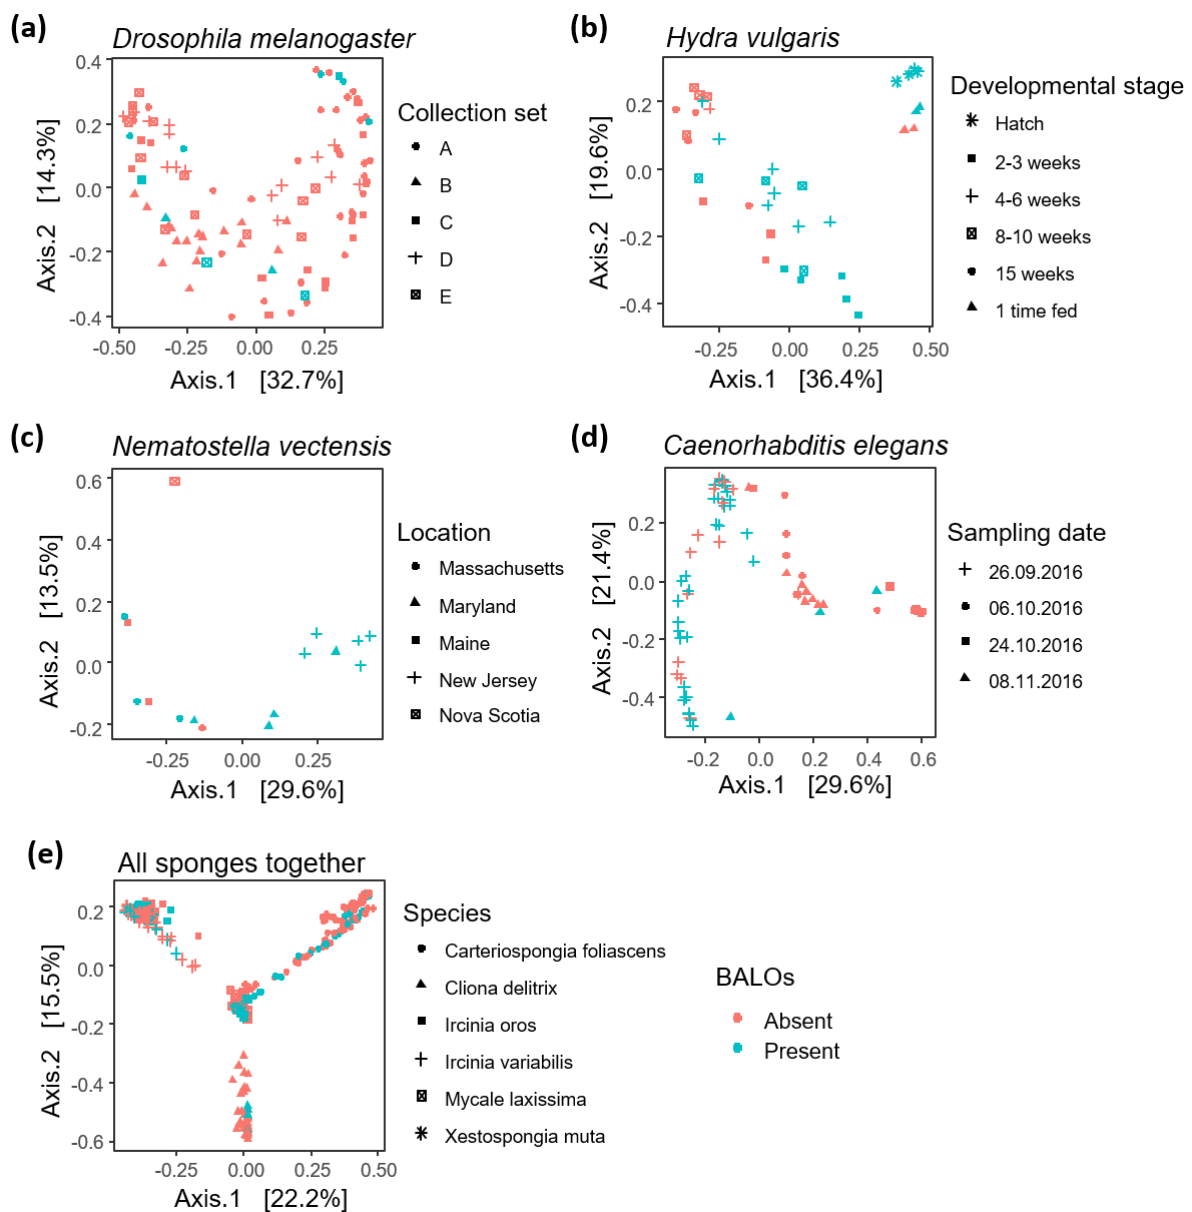 (a)
Drosophila melanogaster
0.4
0.2
0.0
-0.2
-0.4
Axis.2 [14.3%]
-0.50
-0.25
0.00
0.25
Axis.1 [32.7%]
Collection set
A
B
C
D
E
(b)
Hydra vulgaris
0.2
0.0
-0.2
-0.4
Axis.2 [19.6%]
-0.25
0.00
0.25
0.50
Axis.1 [36.4%]
Developmental stage
Hatch
2-3 weeks
4-6 weeks
8-10 weeks
15 weeks
1 time fed
(c)
Nematostella vectensis
0.6
0.4
0.2
0.0
-0.2
Axis.2 [13.5%]
-0.25
0.00
0.25
Axis.1 [29.6%]
Location
Massachusetts
Maryland
Maine
New Jersey
Nova Scotia
(d)
Caenorhabditis elegans
0.2
0.0
-0.2
-0.4
Axis.2 [21.4%]
-0.2
0.0
0.2
0.4
0.6
Axis.1 [29.6%]
Sampling date
26.09.2016
06.10.2016
24.10.2016
08.11.2016
(e)
All sponges together
0.2
0.0
-0.2
-0.4
-0.6
Axis.2 [15.5%]
-0.25
0.00
0.25
0.50
Axis.1 [22.2%]
Species
Carteriospongia foliascens
Cliona delitrix
Ircinia oros
Ircinia variabilis
Mycale laxissima
Xestospongia muta
BALOs
Absent
Present